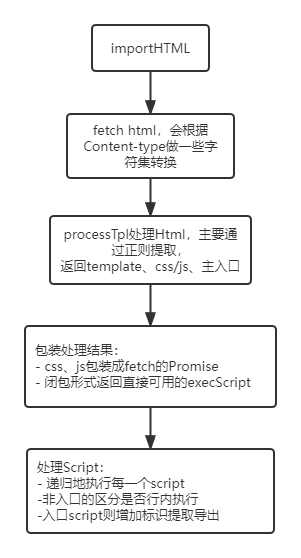 importHTML
fetch html，会根据
Content-type做一些字
符集转换
processTpl处理Html，主要通
过正则提取，
返回template、css/js、主入口
包装处理结果：
- css、js包装成fetch的Promise
- 闭包形式返回直接可用的execScript
处理Script：
- 递归地执行每一个script
-非入口的区分是否行内执行
-入口script则增加标识提取导出